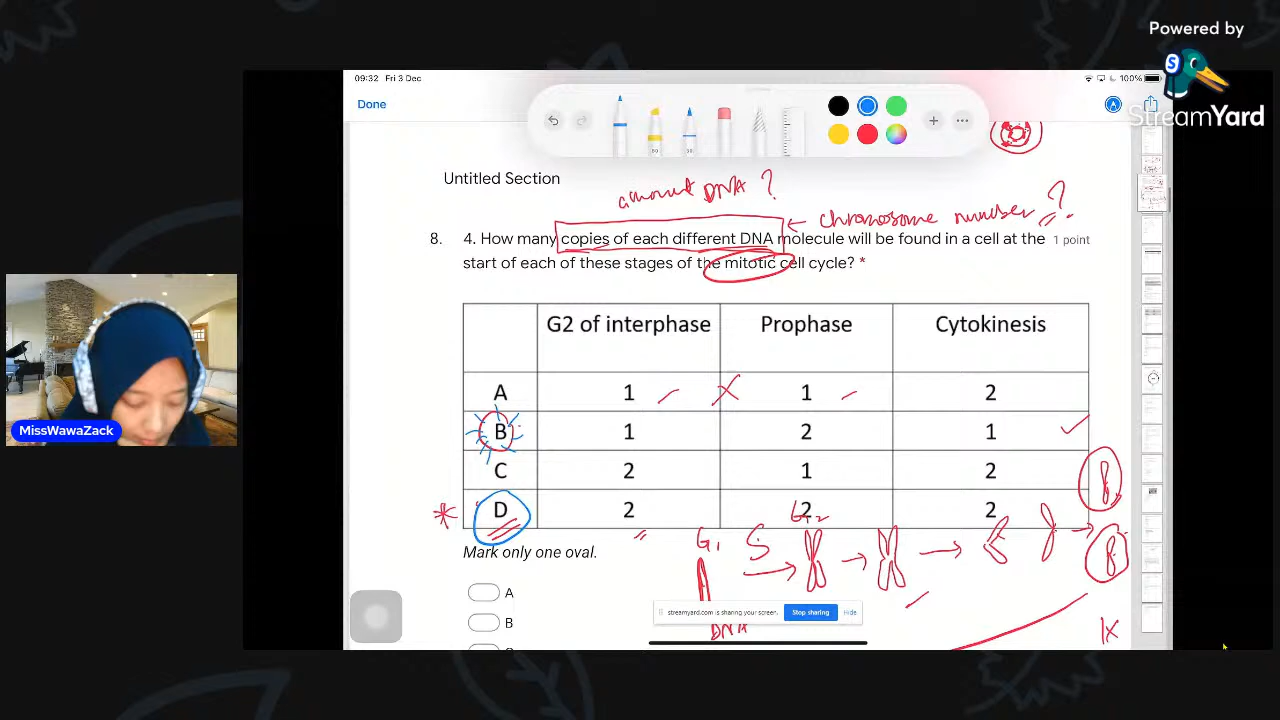 Powered by
StreamYard
09:32 Fri 3 Dec
100%
Done
Untitled Section
amount DNA ?
chromosome number ?
8. 4. How many copies of each different DNA molecule will be found in a cell at the 1 point
start of each of these stages of the mitotic cell cycle? *
G2 of interphase Prophase Cytokinesis
A 1 1 2
B 1 2 1
C 2 1 2
* D 2 2 2
G2
G1 S
Mark only one oval.
A
streamyard.com is sharing your screen. Stop sharing Hide
B
DNA
1x
MissWawaZack